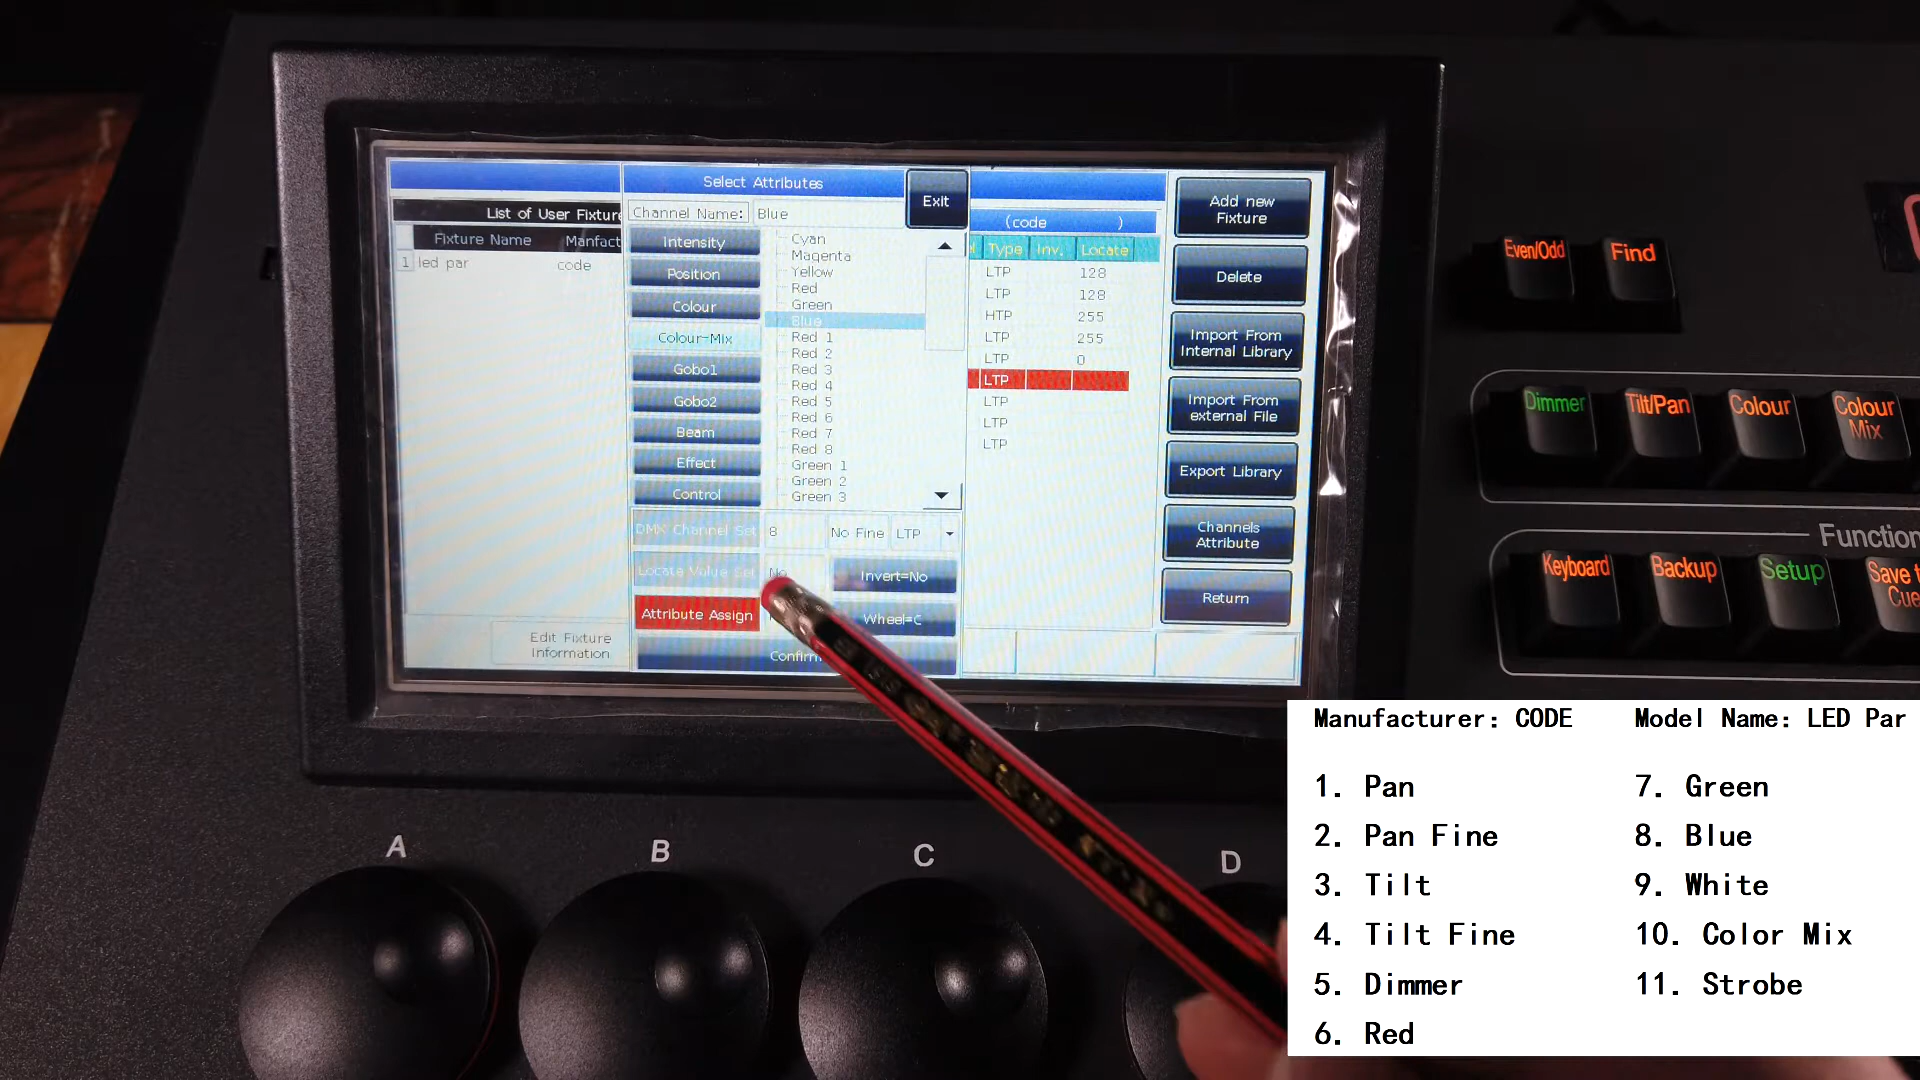 Select Attributes
Exit
List of User Fixture
Channel Name: Blue
(code )
Fixture Name Manfact
Type Inv. Locate
1 led par code
Intensity
Position
Colour
Colour-Mix
Gobo1
Gobo2
Beam
Effect
Control
Cyan
Magenta
Yellow
Red
Green
Blue
Red 1
Red 2
Red 3
Red 4
Red 5
Red 6
Red 7
Red 8
Green 1
Green 2
Green 3
LTP 128
LTP 128
HTP 255
LTP 255
LTP 0
LTP
LTP
LTP
LTP
DMX Channel Set 8 No Fine LTP
Locate Value Set No Invert=No
Attribute Assign Wheel=C
Confirm
Edit Fixture
Information
Add new
Fixture
Delete
Import From
Internal Library
Import From
external File
Export Library
Channels
Attribute
Return
Even/Odd Find
Dimmer Tilt/Pan Colour Colour
Mix
Function
Keyboard Backup Setup Save t
Cue
A B C D
Manufacturer: CODE Model Name: LED Par
1. Pan
2. Pan Fine
3. Tilt
4. Tilt Fine
5. Dimmer
6. Red
7. Green
8. Blue
9. White
10. Color Mix
11. Strobe